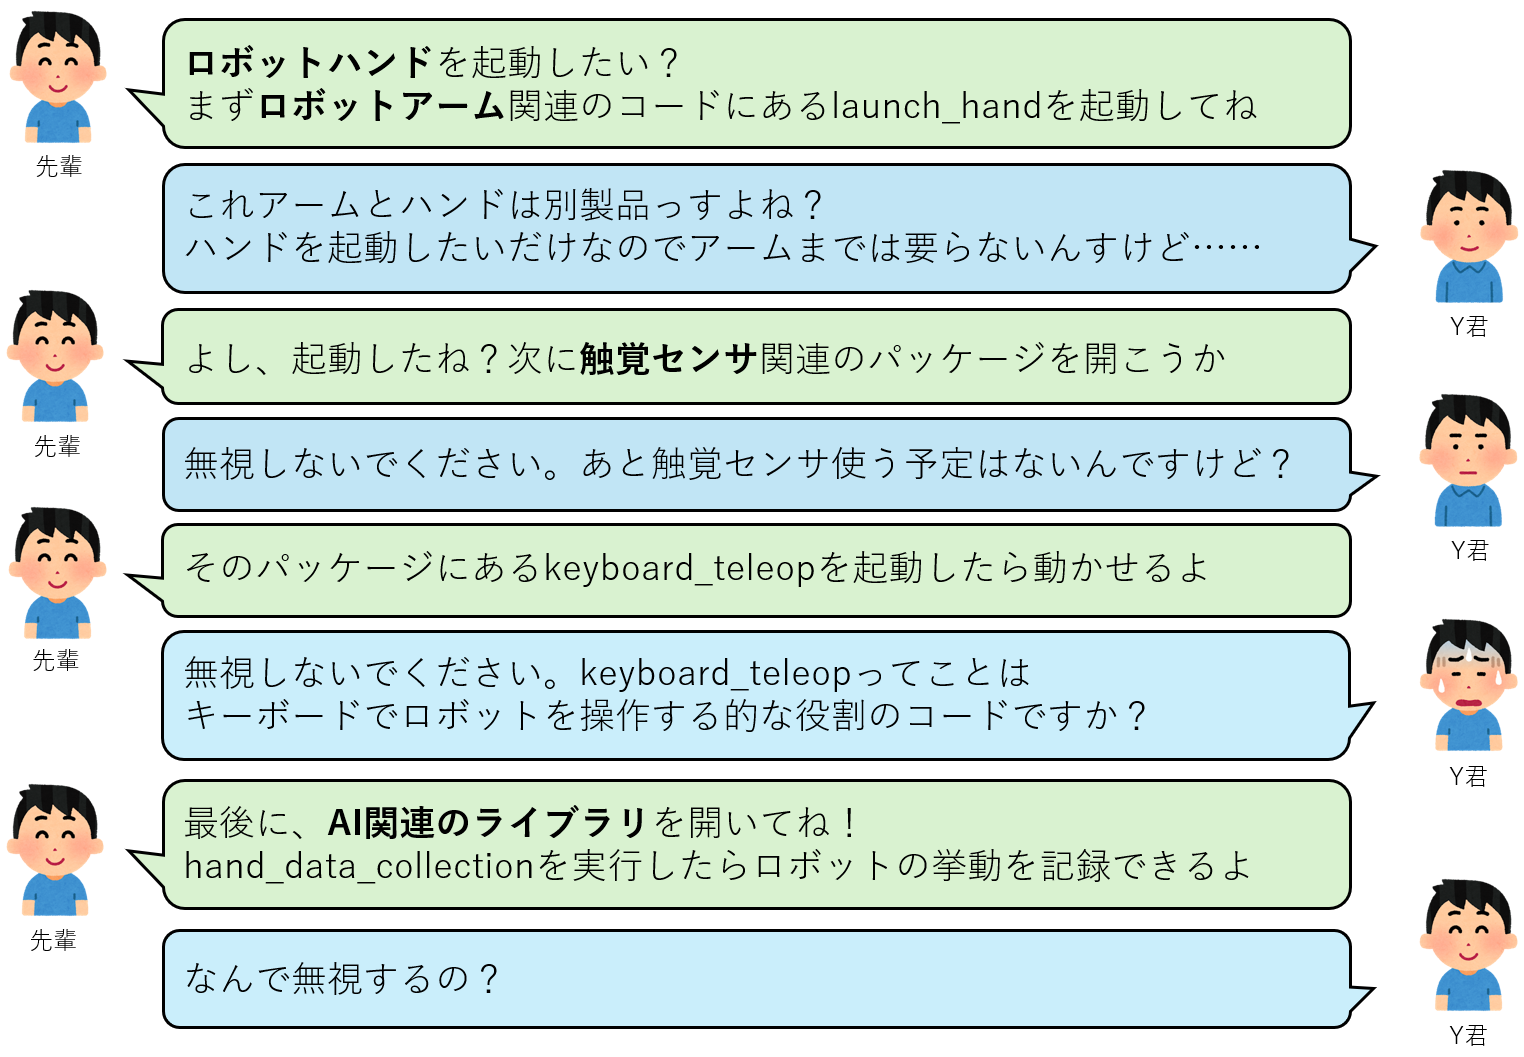 ロボットハンドを起動したい？
まずロボットアーム関連のコードにあるlaunch_handを起動してね
先輩
これアームとハンドは別製品っすよね？
ハンドを起動したいだけなのでアームまでは要らないんすけど……
Y君
よし、起動したね？次に触覚センサ関連のパッケージを開こうか
先輩
無視しないでください。あと触覚センサ使う予定はないんですけど？
Y君
そのパッケージにあるkeyboard_teleopを起動したら動かせるよ
先輩
無視しないでください。keyboard_teleopってことは
キーボードでロボットを操作する的な役割のコードですか？
Y君
最後に、AI関連のライブラリを開いてね！
hand_data_collectionを実行したらロボットの挙動を記録できるよ
先輩
なんで無視するの？
Y君